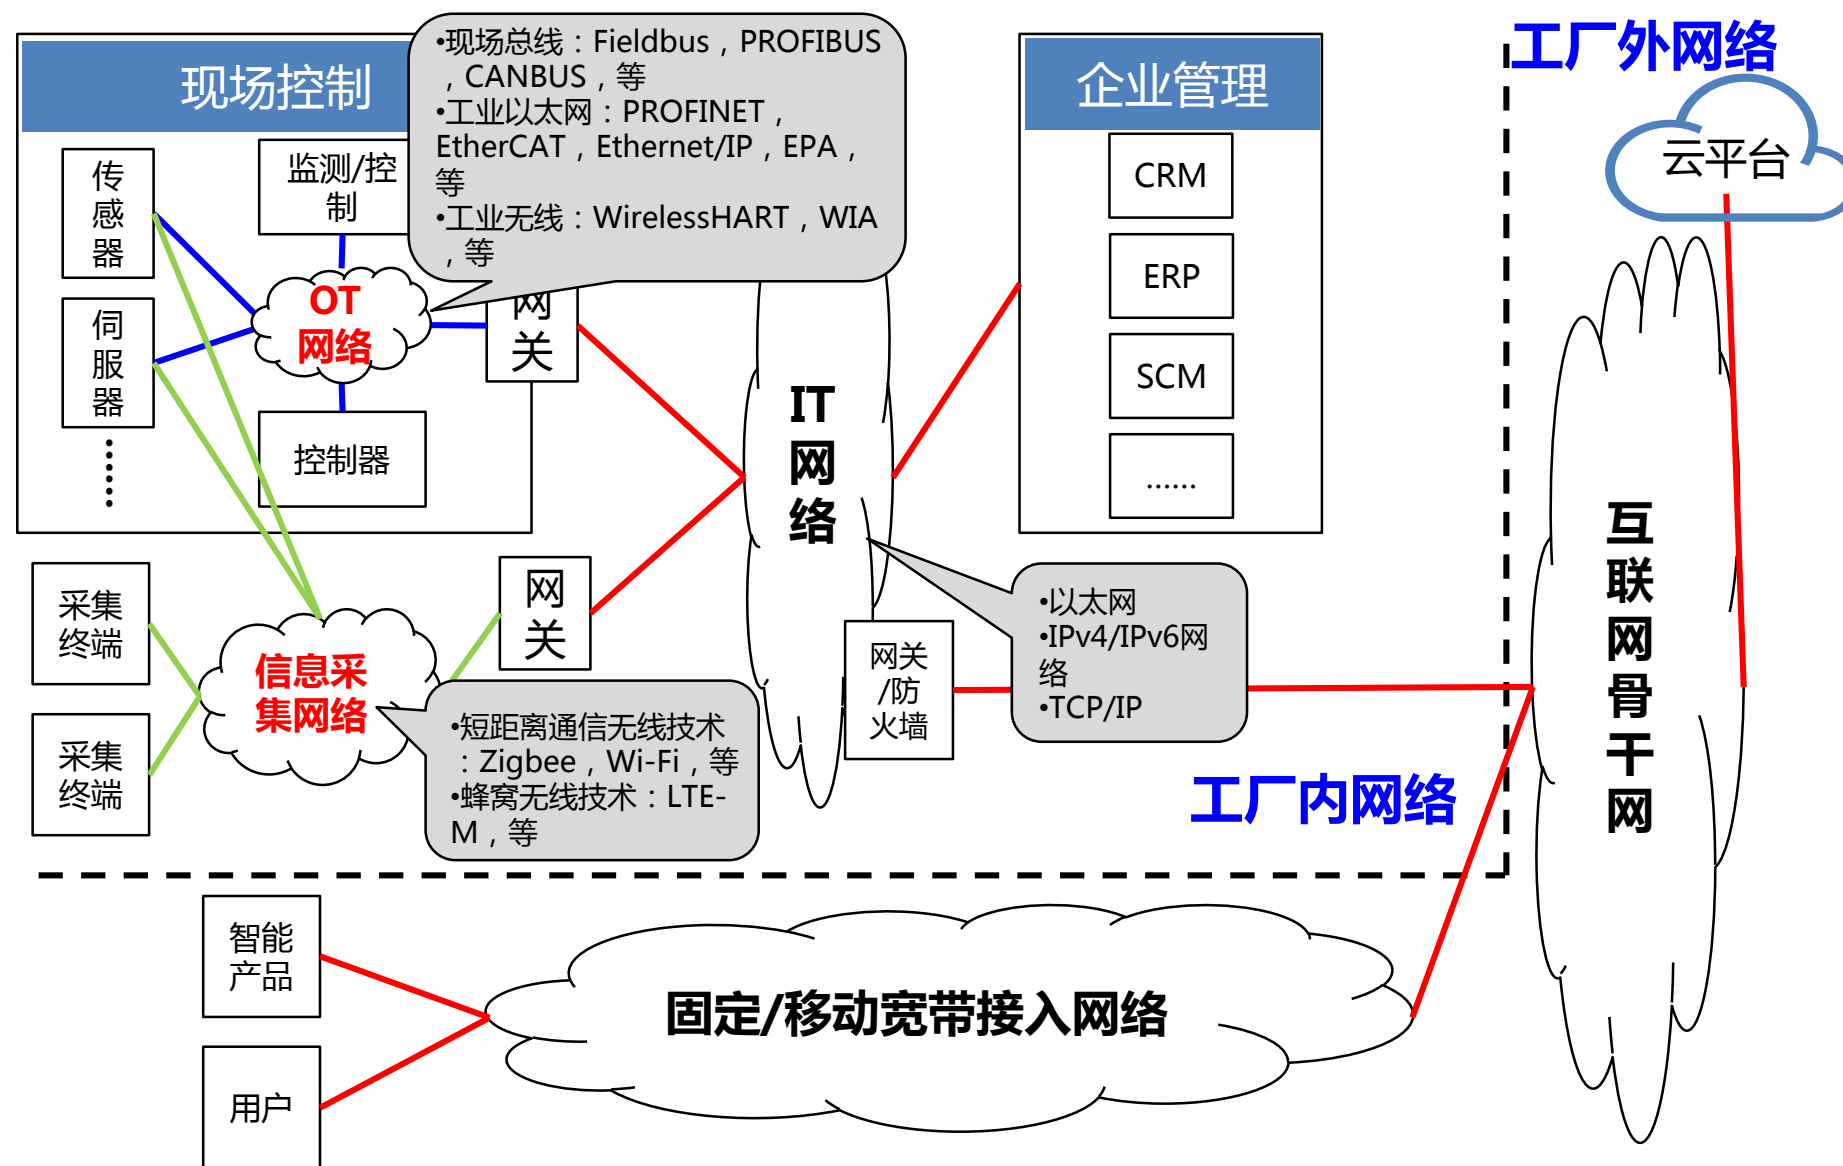 现场控制
•现场总线：Fieldbus，PROFIBUS
，CANBUS，等
•工业以太网：PROFINET，
EtherCAT，Ethernet/IP，EPA，
等
•工业无线：WirelessHART，WIA
，等
传
感
器
监测/控
制
伺
服
器
OT
网络
网
关
控制器
……
采集
终端
采集
终端
信息采
集网络
网
关
•短距离通信无线技术
：Zigbee，Wi-Fi，等
•蜂窝无线技术：LTE-
M，等
IT
网
络
企业管理
CRM
ERP
SCM
……
网关
/防
火墙
•以太网
•IPv4/IPv6网
络
•TCP/IP
工厂内网络
工厂外网络
云平台
互
联
网
骨
干
网
智能
产品
用户
固定/移动宽带接入网络